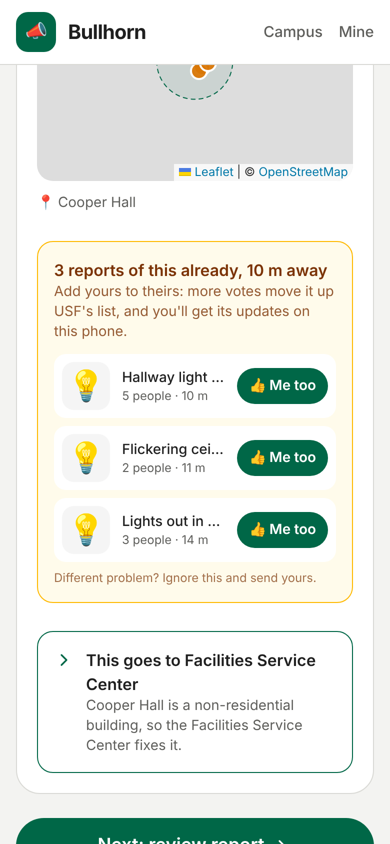 Bullhorn
Campus Mine
Leaflet | © OpenStreetMap
Cooper Hall
3 reports of this already, 10 m away
Add yours to theirs: more votes move it up
USF's list, and you'll get its updates on
this phone.
Hallway light ...
5 people · 10 m
Me too
Flickering cei...
2 people · 11 m
Me too
Lights out in ...
3 people · 14 m
Me too
Different problem? Ignore this and send yours.
This goes to Facilities Service
Center
Cooper Hall is a non-residential
building, so the Facilities Service
Center fixes it.
Next: review report →